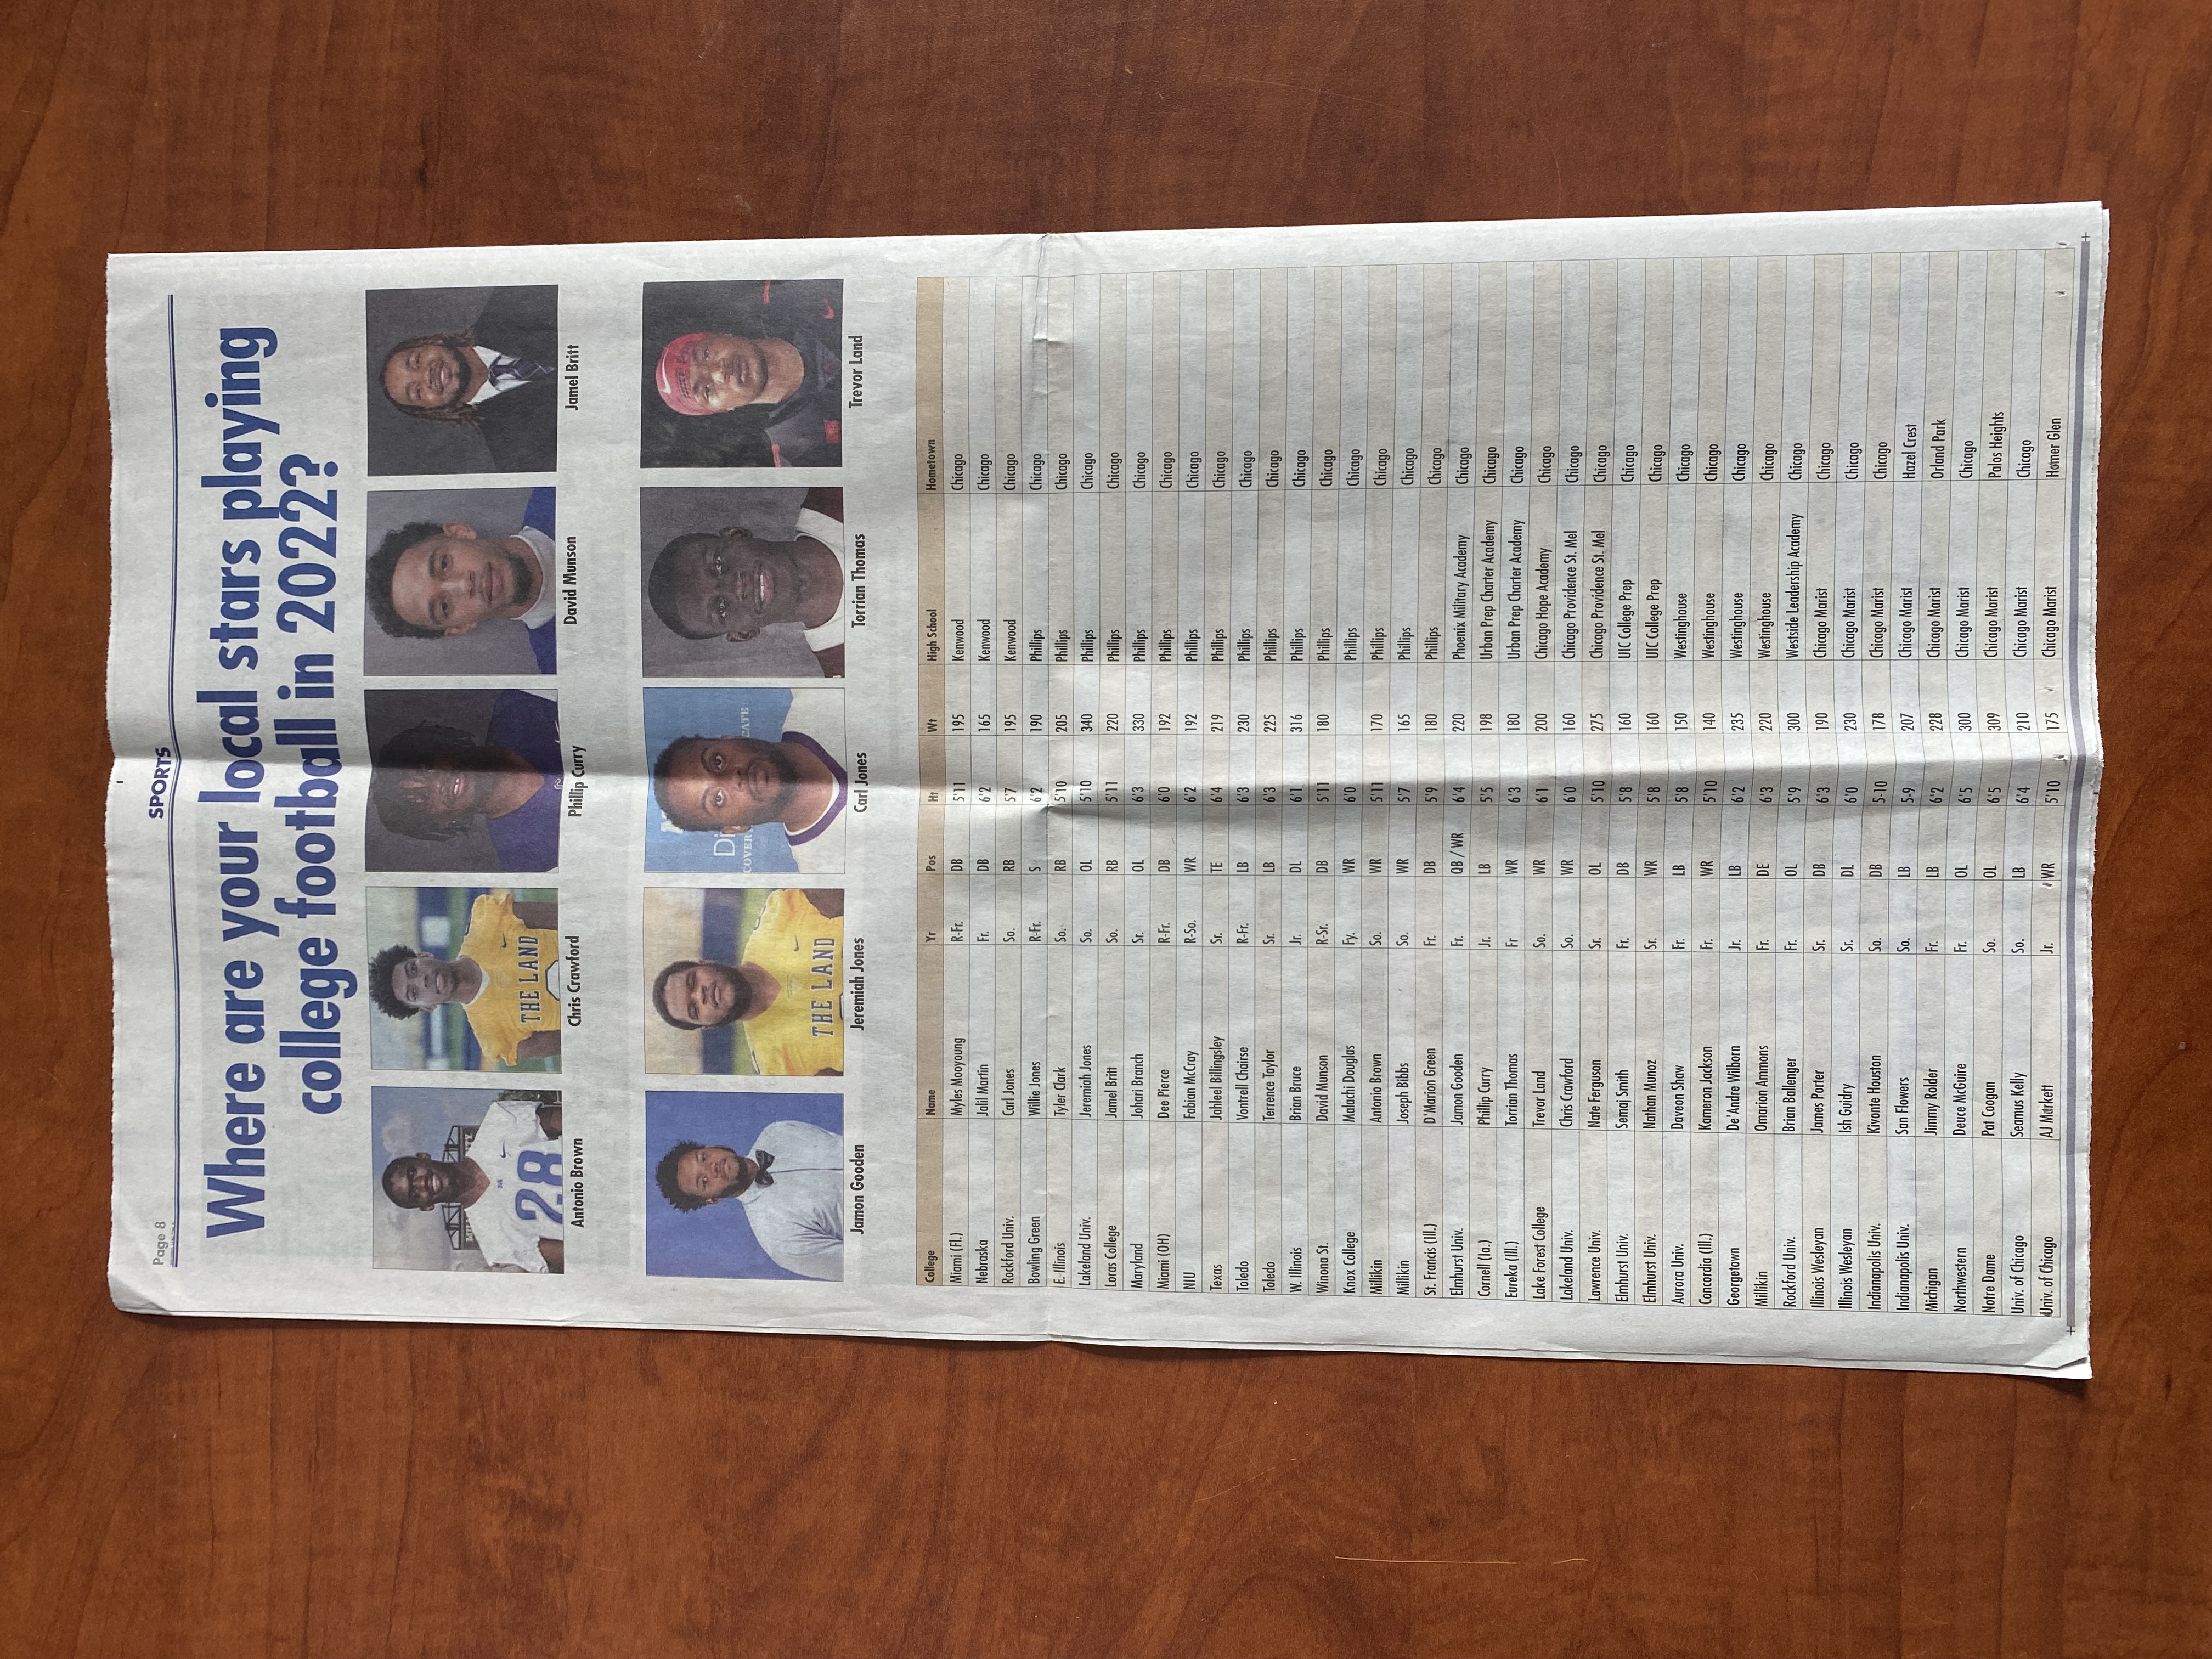 Page 8
SPORTS
Where are your local stars playing
college football in 2022?
28
THE LAND
Antonio Brown Chris Crawford Phillip Curry David Munson Jamel Britt
Di
COVER CATE
THE LAND
Jamon Gooden Jeremiah Jones Carl Jones Torrian Thomas Trevor Land
College Name Yr Pos Ht Wt High School Hometown
Miami (Fl.) Myles Mooyoung R-Fr. DB 5'11 195 Kenwood Chicago
Nebraska Jalil Martin Fr. DB 6'2 165 Kenwood Chicago
Rockford Univ. Carl Jones So. RB 5'7 195 Kenwood Chicago
Bowling Green Willie Jones R-Fr. S 6'2 190 Phillips Chicago
E. Illinois Tyler Clark So. RB 5'10 205 Phillips Chicago
Lakeland Univ. Jeremiah Jones So. OL 5'10 340 Phillips Chicago
Loras College Jamel Britt So. RB 5'11 220 Phillips Chicago
Maryland Johari Branch Sr. OL 6'3 330 Phillips Chicago
Miami (OH) Dee Pierce R-Fr. DB 6'0 192 Phillips Chicago
NIU Fabian McCray R-So. WR 6'2 192 Phillips Chicago
Texas Jahleel Billingsley Sr. TE 6'4 219 Phillips Chicago
Toledo Vontrell Chairse R-Fr. LB 6'3 230 Phillips Chicago
Toledo Terrence Taylor Sr. LB 6'3 225 Phillips Chicago
W. Illinois Brian Bruce Jr. DL 6'1 316 Phillips Chicago
Winona St. David Munson R-Sr. DB 5'11 180 Phillips Chicago
Knox College Malachi Douglas Fy. WR 6'0 Phillips Chicago
Millikin Antonio Brown So. WR 5'11 170 Phillips Chicago
Millikin Joseph Bibbs So. WR 5'7 165 Phillips Chicago
St. Francis (Ill.) D'Marion Green Fr. DB 5'9 180 Phillips Chicago
Elmhurst Univ. Jamon Gooden Fr. QB / WR 6'4 220 Phoenix Military Academy Chicago
Cornell (Ia.) Phillip Curry Jr. LB 5'5 198 Urban Prep Charter Academy Chicago
Eureka (Ill.) Torrian Thomas Fr WR 6'3 180 Urban Prep Charter Academy Chicago
Lake Forest College Trevor Land So. WR 6'1 200 Chicago Hope Academy Chicago
Lakeland Univ. Chris Crawford So. WR 6'0 160 Chicago Providence St. Mel Chicago
Lawrence Univ. Nate Ferguson Sr. OL 5'10 275 Chicago Providence St. Mel Chicago
Elmhurst Univ. Semaj Smith Fr. DB 5'8 160 UIC College Prep Chicago
Elmhurst Univ. Nathan Munoz Sr. WR 5'8 160 UIC College Prep Chicago
Aurora Univ. Daveon Shaw Fr. LB 5'8 150 Westinghouse Chicago
Concordia (Ill.) Kameron Jackson Fr. WR 5'10 140 Westinghouse Chicago
Georgetown De'Andre Wilborn Jr. LB 6'2 235 Westinghouse Chicago
Millikin Omarion Ammons Fr. DE 6'3 220 Westinghouse Chicago
Rockford Univ. Brian Ballenger Fr. OL 5'9 300 Westside Leadership Academy Chicago
Illinois Wesleyan James Porter Sr. DB 6'3 190 Chicago Marist Chicago
Illinois Wesleyan Ish Guidry Sr. DL 6'0 230 Chicago Marist Chicago
Indianapolis Univ. Kivonte Houston So. DB 5-10 178 Chicago Marist Chicago
Indianapolis Univ. San Flowers So. LB 5-9 207 Chicago Marist Hazel Crest
Michigan Jimmy Rolder Fr. LB 6'2 228 Chicago Marist Orland Park
Northwestern Deuce McGuire Fr. OL 6'5 300 Chicago Marist Chicago
Notre Dame Pat Coogan So. OL 6'5 309 Chicago Marist Palos Heights
Univ. of Chicago Seamus Kelly So. LB 6'4 210 Chicago Marist Chicago
Univ. of Chicago AJ Markett Jr. WR 5'10 175 Chicago Marist Homer Glen